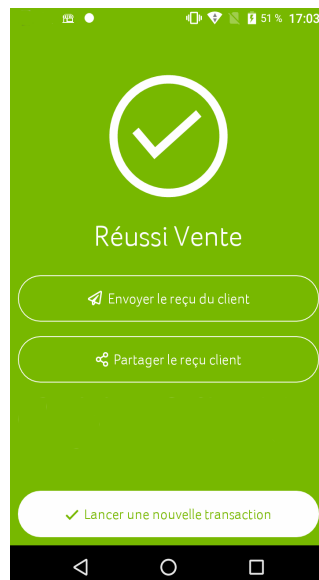 51 % 17:03
Réussi Vente
Envoyer le reçu du client
Partager le reçu client
Lancer une nouvelle transaction